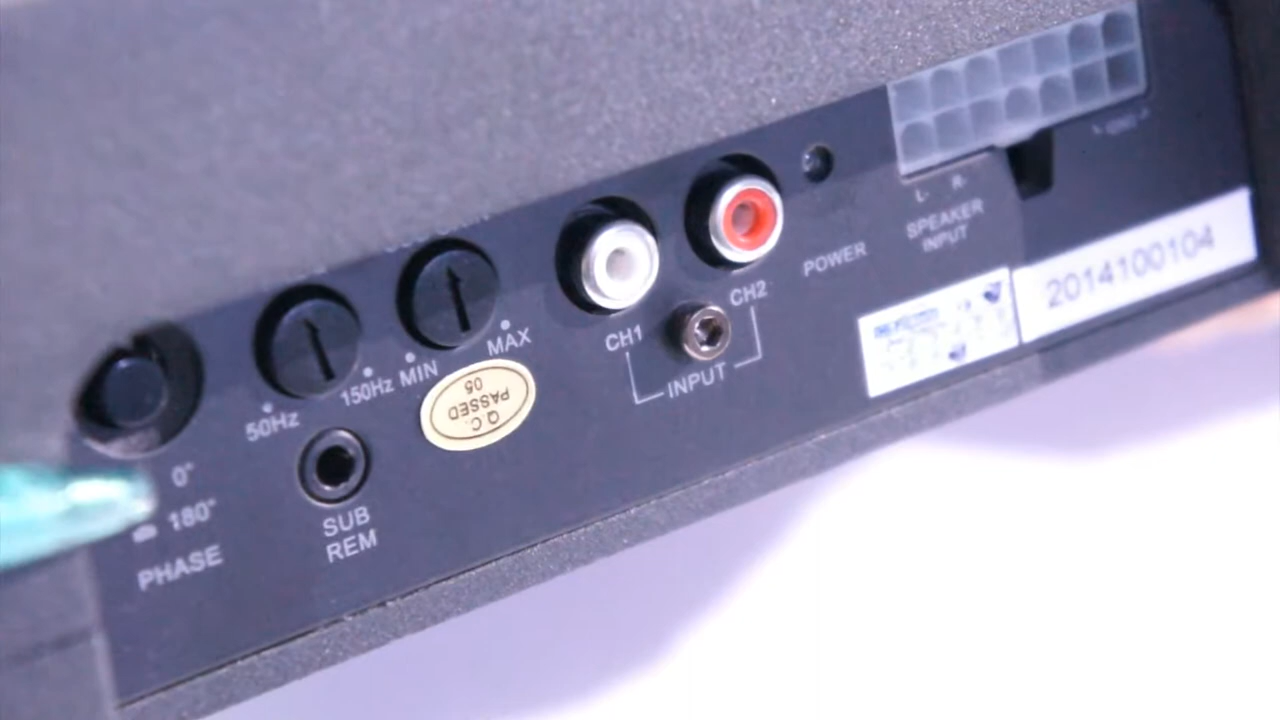 0°
180°
PHASE
50Hz
150Hz
SUB
REM
MIN
MAX
Q.C.
PASSED
05
CH1
CH2
INPUT
POWER
L- R-
SPEAKER
INPUT
2014100104